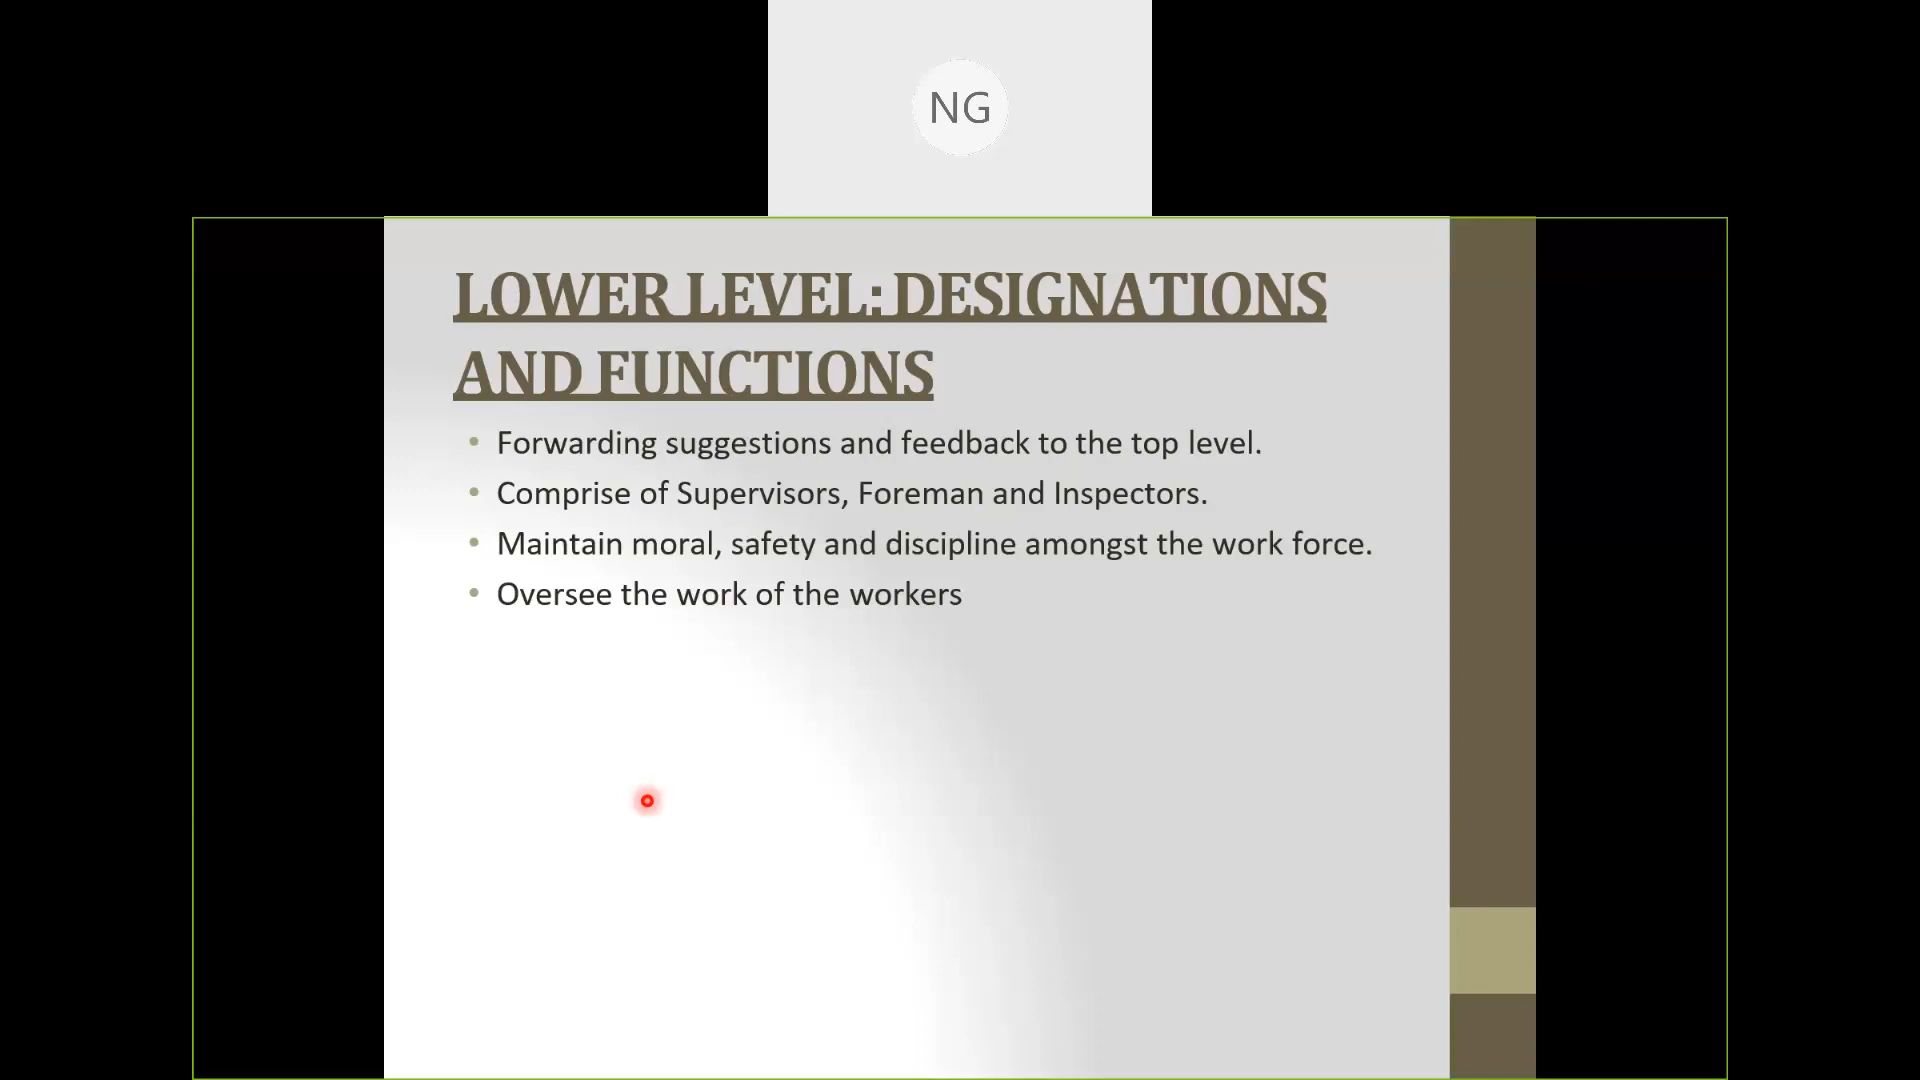 NG
LOWER LEVEL: DESIGNATIONS
AND FUNCTIONS
• Forwarding suggestions and feedback to the top level.
• Comprise of Supervisors, Foreman and Inspectors.
• Maintain moral, safety and discipline amongst the work force.
• Oversee the work of the workers